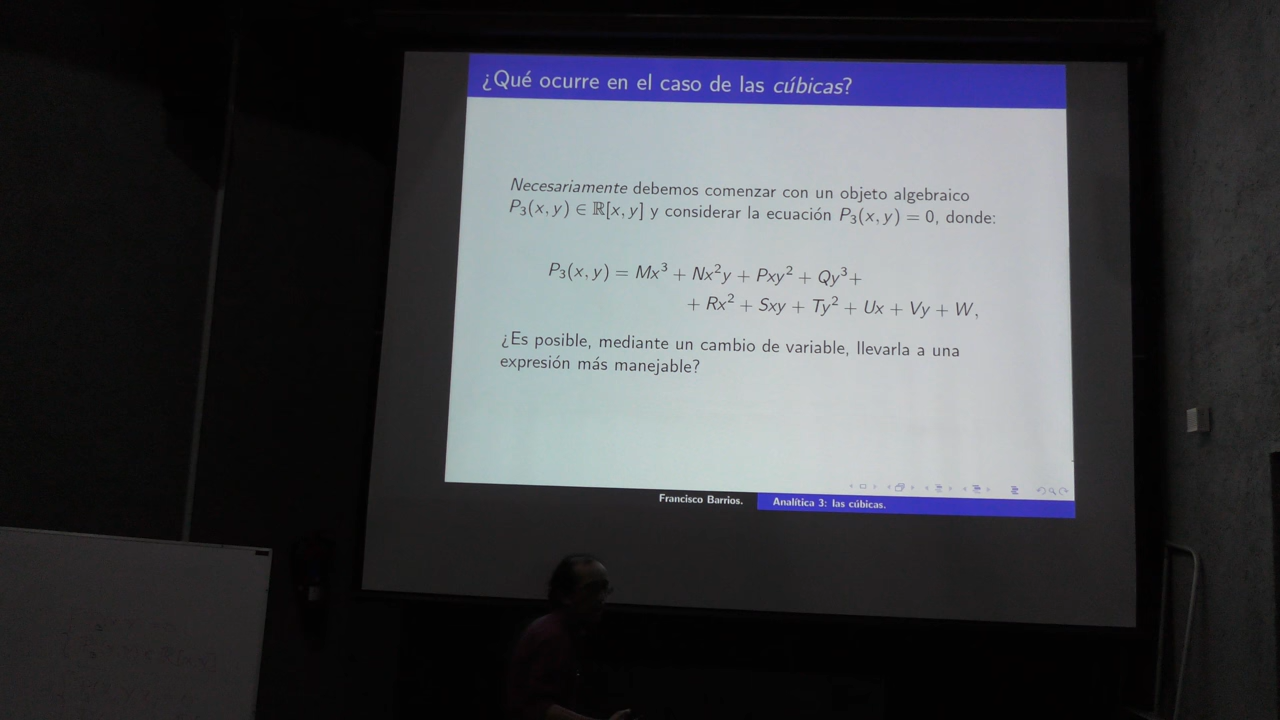 ¿Qué ocurre en el caso de las cúbicas?
Necesariamente debemos comenzar con un objeto algebraico
P₃(x, y) ∈ ℝ[x, y] y considerar la ecuación P₃(x, y) = 0, donde:
P₃(x, y) = Mx³ + Nx²y + Pxy² + Qy³+
+ Rx² + Sxy + Ty² + Ux + Vy + W,
¿Es posible, mediante un cambio de variable, llevarla a una
expresión más manejable?
Francisco Barrios.
Analítica 3: las cúbicas.